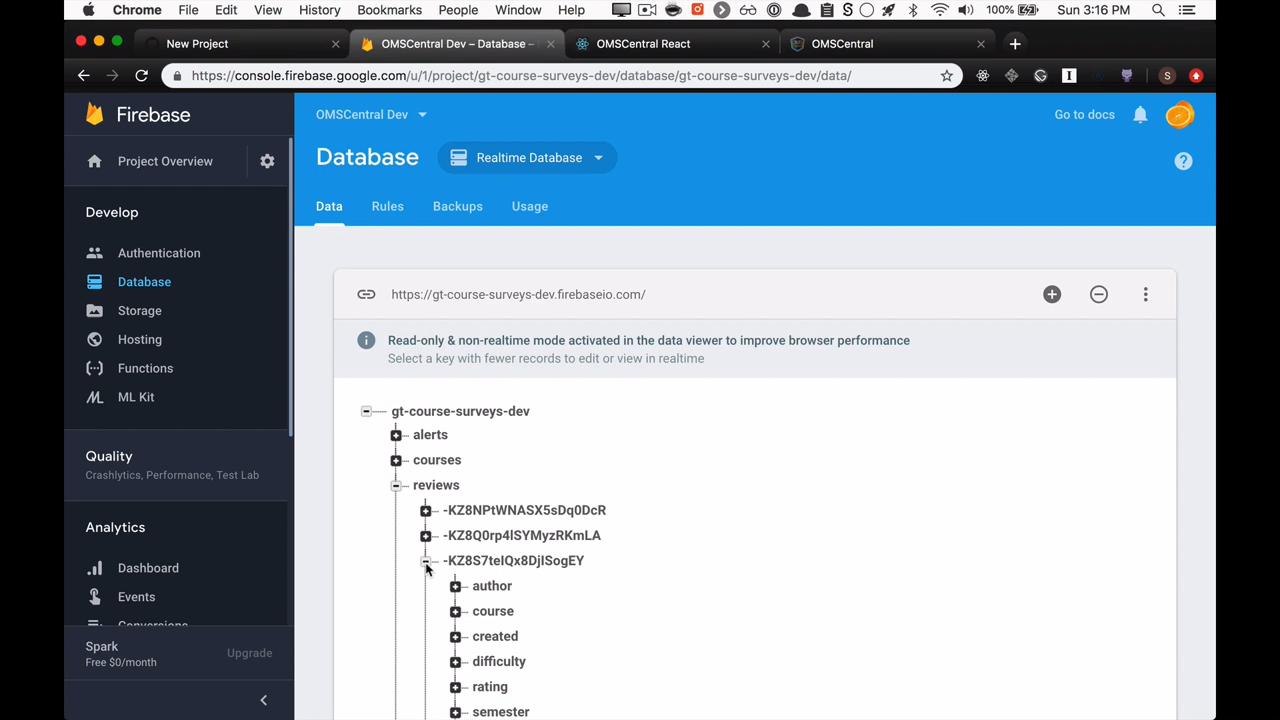 Chrome File Edit View History Bookmarks People Window Help 100% Sun 3:16 PM
New Project OMSCentral Dev – Database – OMSCentral React OMSCentral
https://console.firebase.google.com/u/1/project/gt-course-surveys-dev/database/gt-course-surveys-dev/data/
Firebase
OMSCentral Dev
Go to docs
Project Overview
Database
Realtime Database
Data Rules Backups Usage
Develop
Authentication
Database
Storage
Hosting
Functions
ML Kit
Quality
Crashlytics, Performance, Test Lab
Analytics
Dashboard
Events
Conversions
Spark
Free $0/month
Upgrade
https://gt-course-surveys-dev.firebaseio.com/
Read-only & non-realtime mode activated in the data viewer to improve browser performance
Select a key with fewer records to edit or view in realtime
gt-course-surveys-dev
alerts
courses
reviews
-KZ8NPtWNASX5sDq0DcR
-KZ8Q0rp4lSYMyzRKmLA
-KZ8S7teIQx8DjISogEY
author
course
created
difficulty
rating
semester